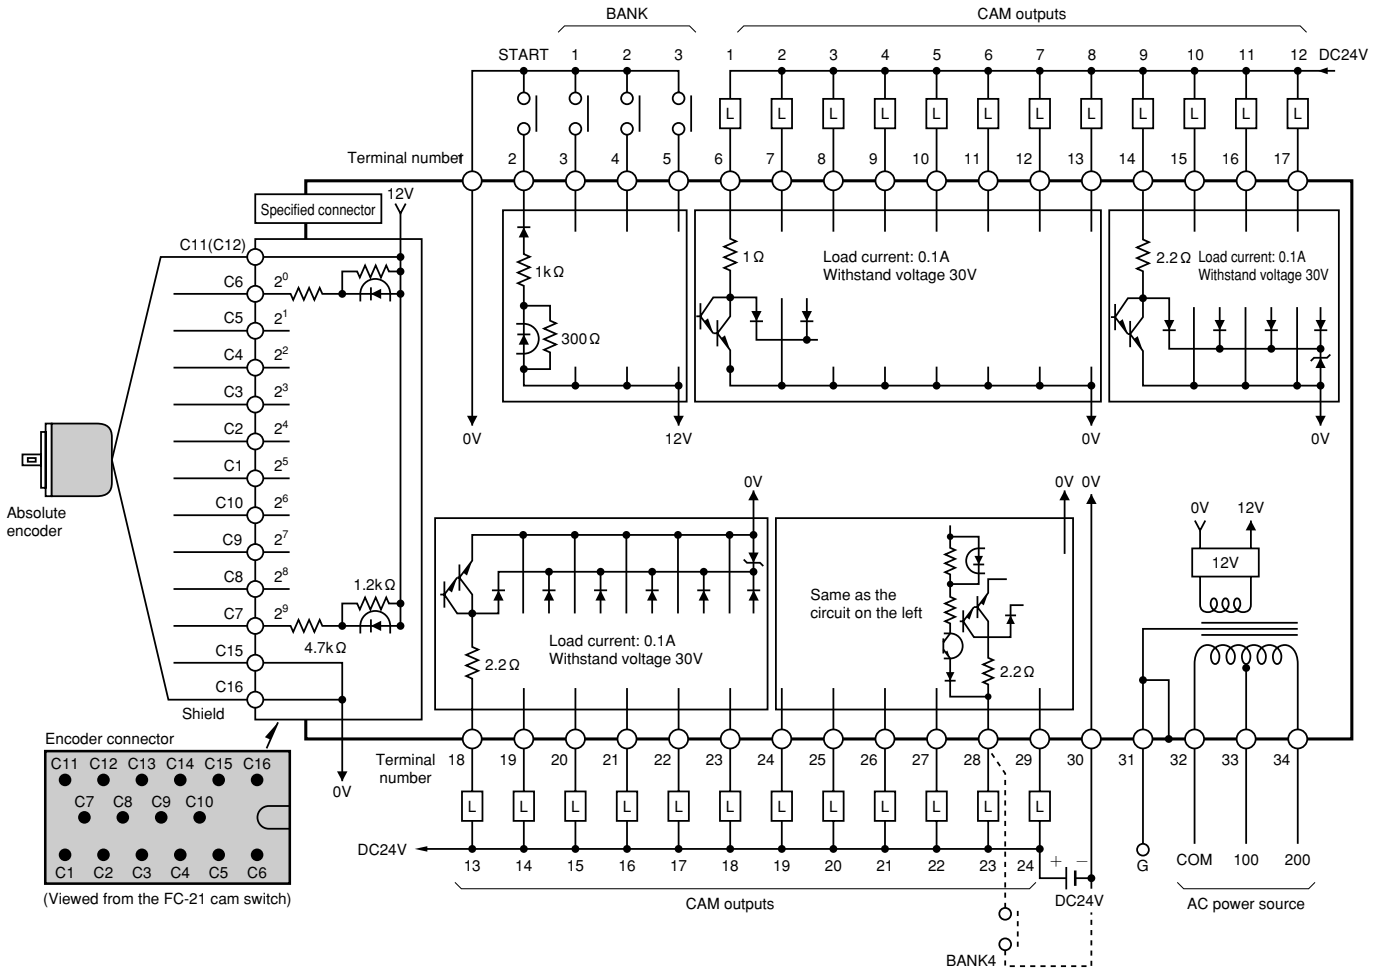 BANK
CAM outputs
START 1 2 3 1 2 3 4 5 6 7 8 9 10 11 12 DC24V
L L L L L L L L L L L L
Terminal number 1 2 3 4 5 6 7 8 9 10 11 12 13 14 15 16 17
12V
Specified connector
C11(C12)
C6 2⁰
C5 2¹
C4 2²
C3 2³
C2 2⁴
C1 2⁵
C10 2⁶
C9 2⁷
C8 2⁸
C7 2⁹
1.2kΩ
4.7kΩ
C15
C16
Shield
0V
Absolute
encoder
1kΩ
300Ω
0V 12V
1Ω
Load current: 0.1A
Withstand voltage 30V
0V
2.2Ω
Load current: 0.1A
Withstand voltage 30V
0V
0V
Load current: 0.1A
Withstand voltage 30V
2.2Ω
0V 0V
Same as the
circuit on the left
2.2Ω
0V 12V
12V
Encoder connector
C11 C12 C13 C14 C15 C16
C7 C8 C9 C10
C1 C2 C3 C4 C5 C6
(Viewed from the FC-21 cam switch)
Terminal
number
18 19 20 21 22 23 24 25 26 27 28 29 30 31 32 33 34
L L L L L L L L L L L L
DC24V
13 14 15 16 17 18 19 20 21 22 23 24
+ −
DC24V
G COM 100 200
CAM outputs
AC power source
BANK4